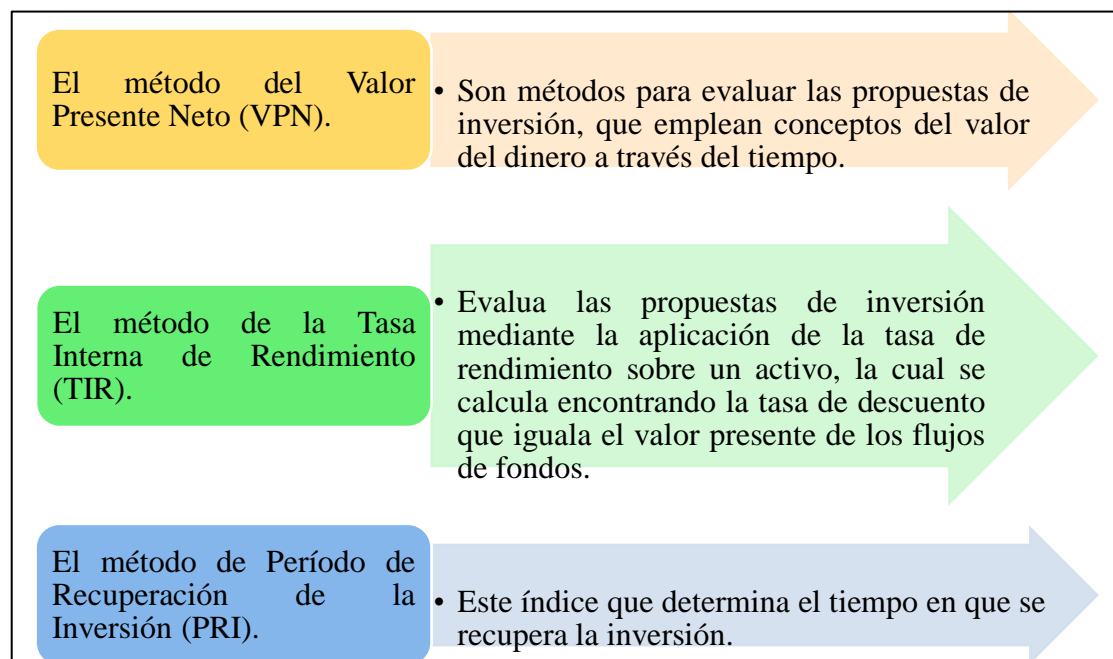 El método del Valor
Presente Neto (VPN).
• Son métodos para evaluar las propuestas de
inversión, que emplean conceptos del valor
del dinero a través del tiempo.
El método de la Tasa
Interna de Rendimiento
(TIR).
• Evalua las propuestas de inversión
mediante la aplicación de la tasa de
rendimiento sobre un activo, la cual se
calcula encontrando la tasa de descuento
que iguala el valor presente de los flujos
de fondos.
El método de Período de
Recuperación de la
Inversión (PRI).
• Este índice que determina el tiempo en que se
recupera la inversión.